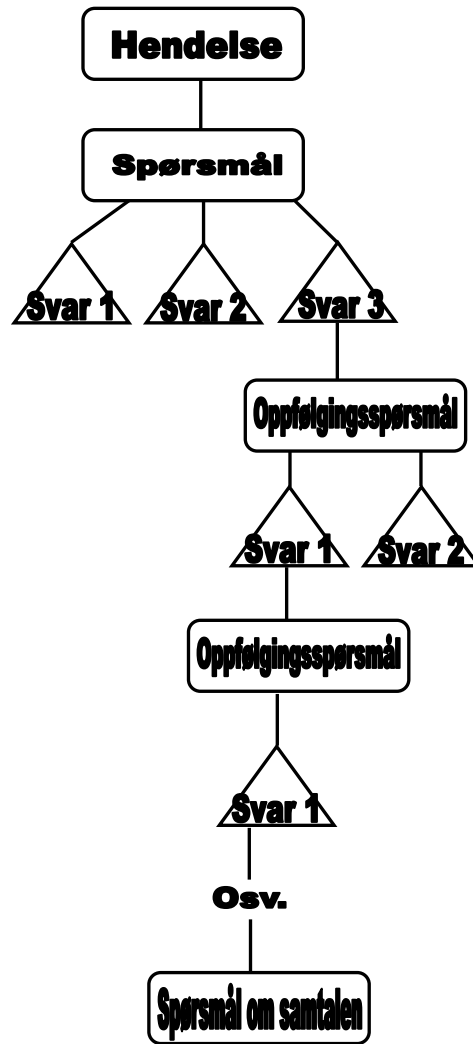 Hendelse
Spørsmål
Svar 1
Svar 2
Svar 3
Oppfølgingsspørsmål
Svar 1
Svar 2
Oppfølgingsspørsmål
Svar 1
Osv.
Spørsmål om samtalen